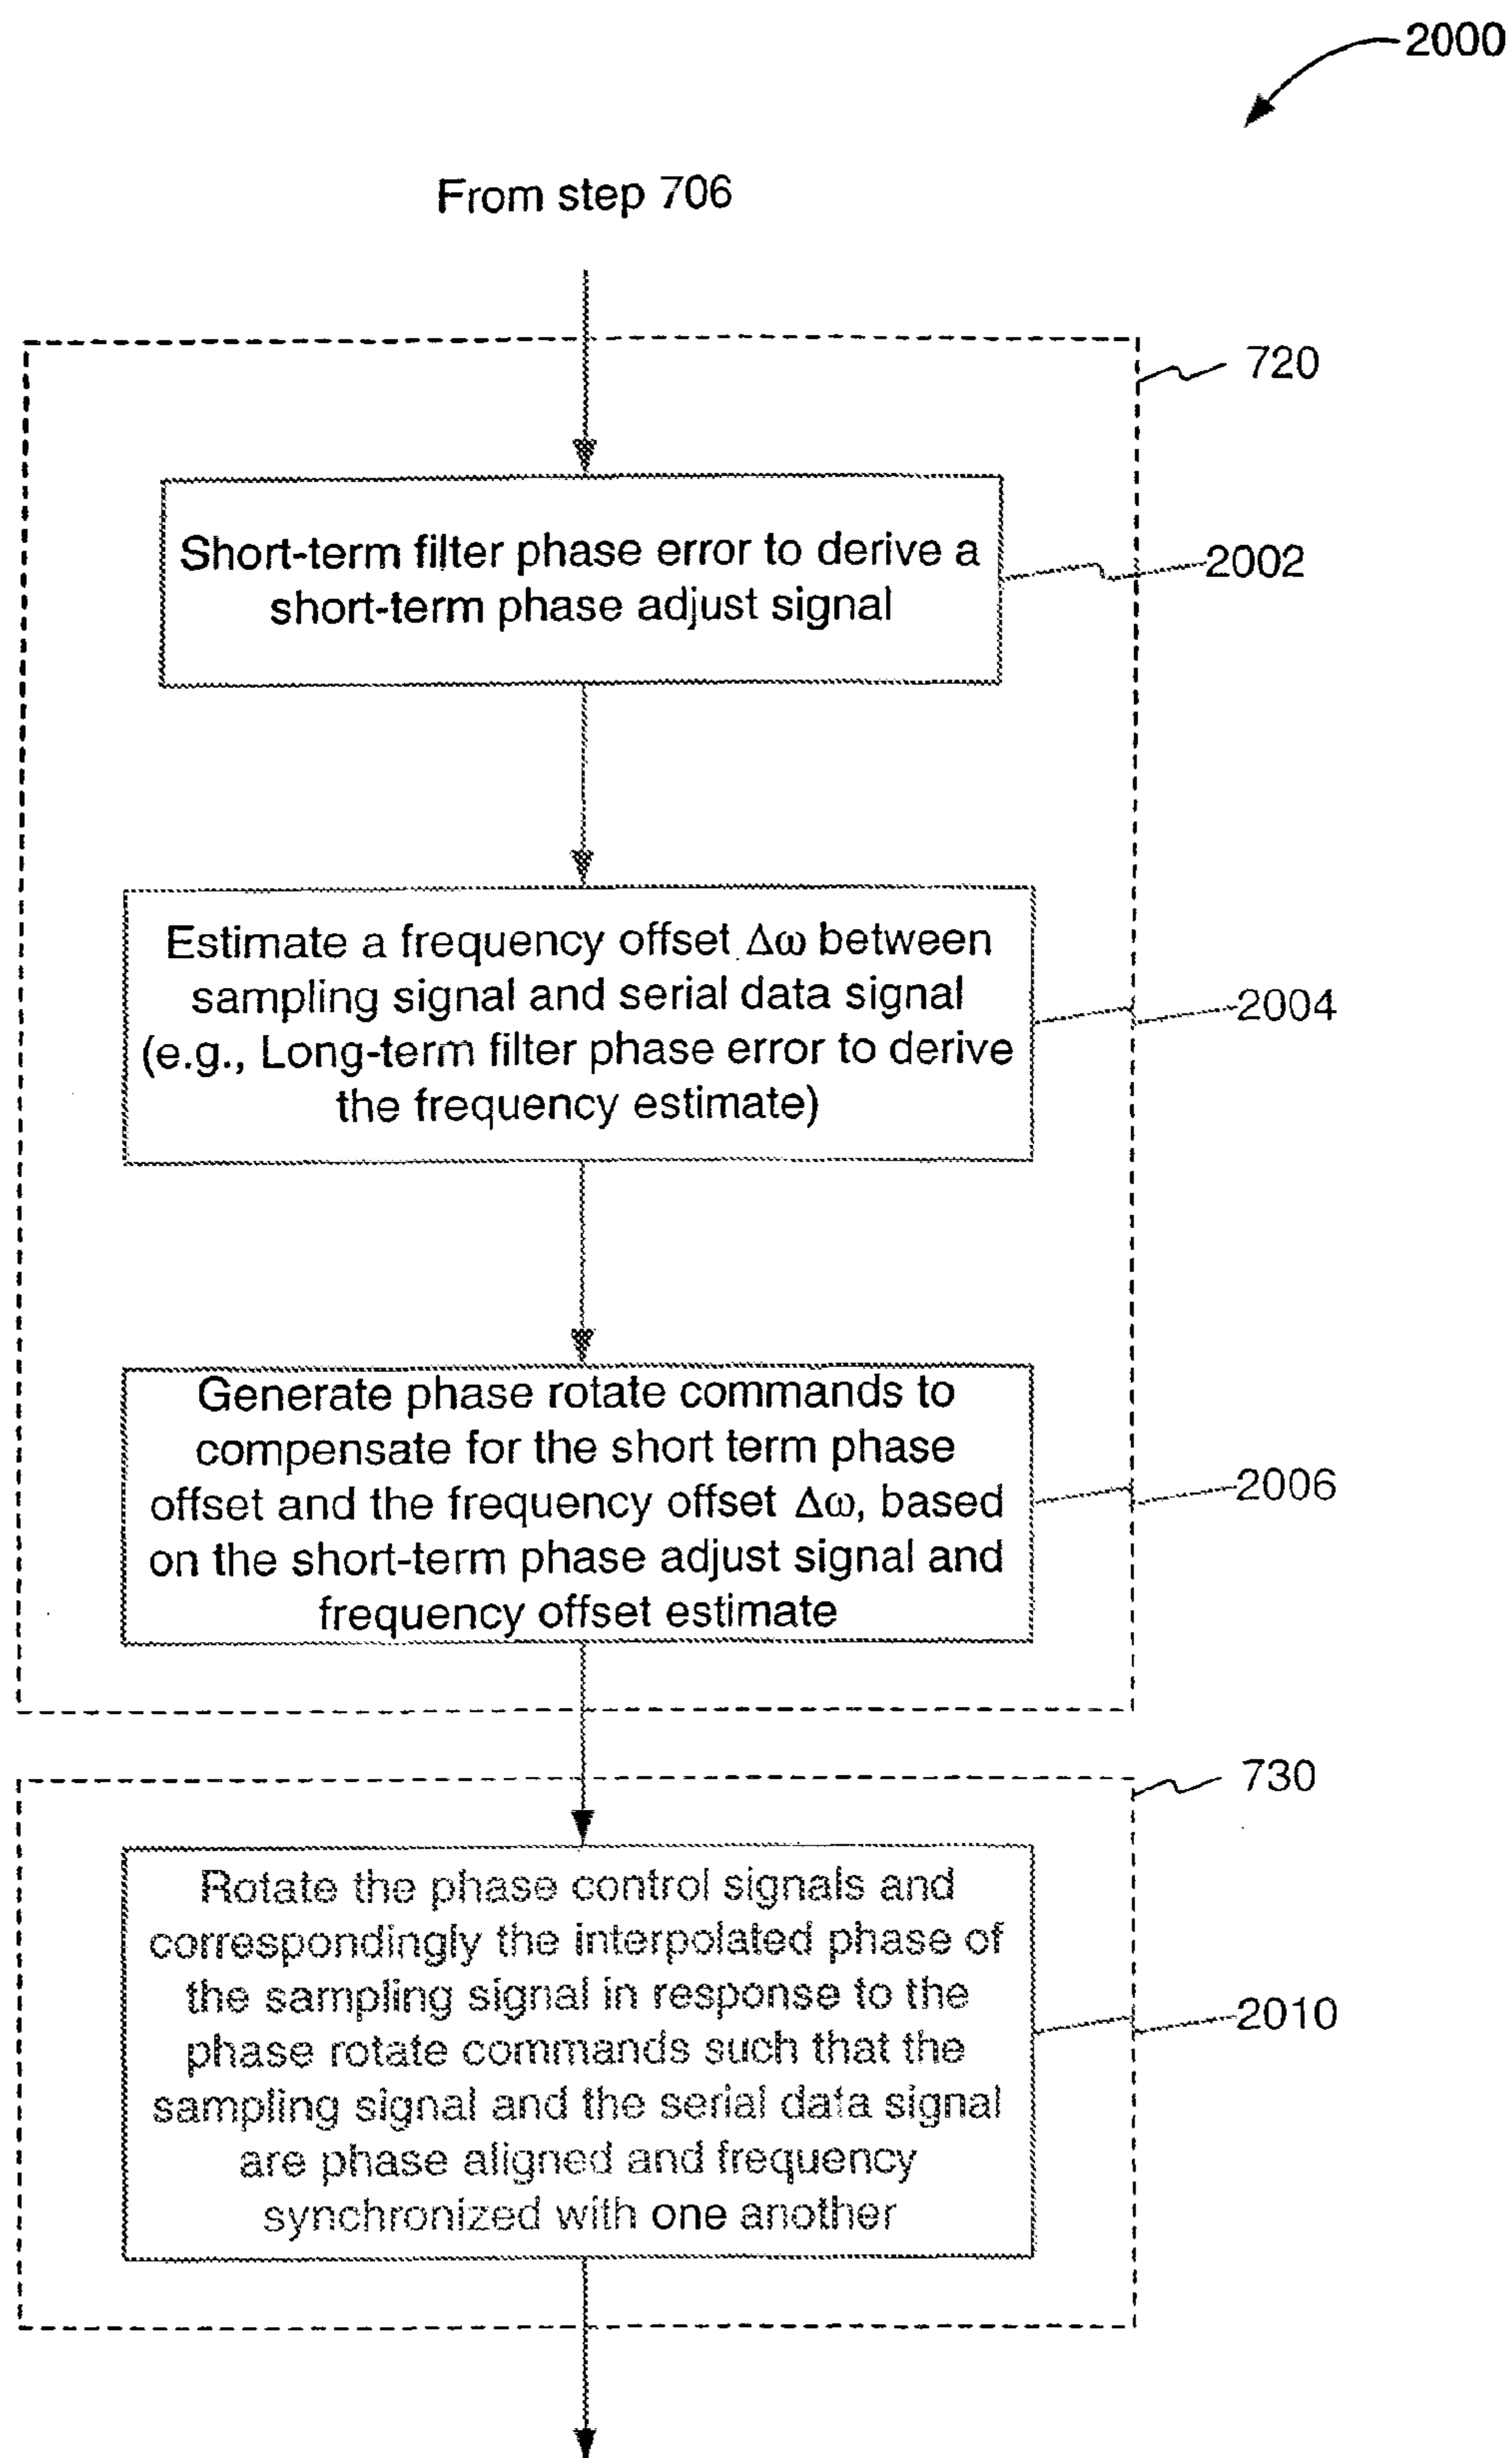 2000
From step 706
720
Short-term filter phase error to derive a
short-term phase adjust signal
2002
Estimate a frequency offset Δω between
sampling signal and serial data signal
(e.g., Long-term filter phase error to derive
the frequency estimate)
2004
Generate phase rotate commands to
compensate for the short term phase
offset and the frequency offset Δω, based
on the short-term phase adjust signal and
frequency offset estimate
2006
730
Rotate the phase control signals and
correspondingly the interpolated phase of
the sampling signal in response to the
phase rotate commands such that the
sampling signal and the serial data signal
are phase aligned and frequency
synchronized with one another
2010